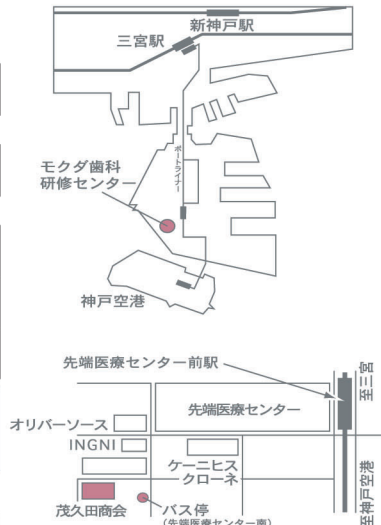 新神戸駅
三宮駅
ポートライナー
モクダ歯科
研修センター
神戸空港
先端医療センター前駅
至三宮
先端医療センター
オリバーソース
INGNI
ケーニヒス
クローネ
茂久田商会
バス停
(先端医療センター南)
至神戸空港